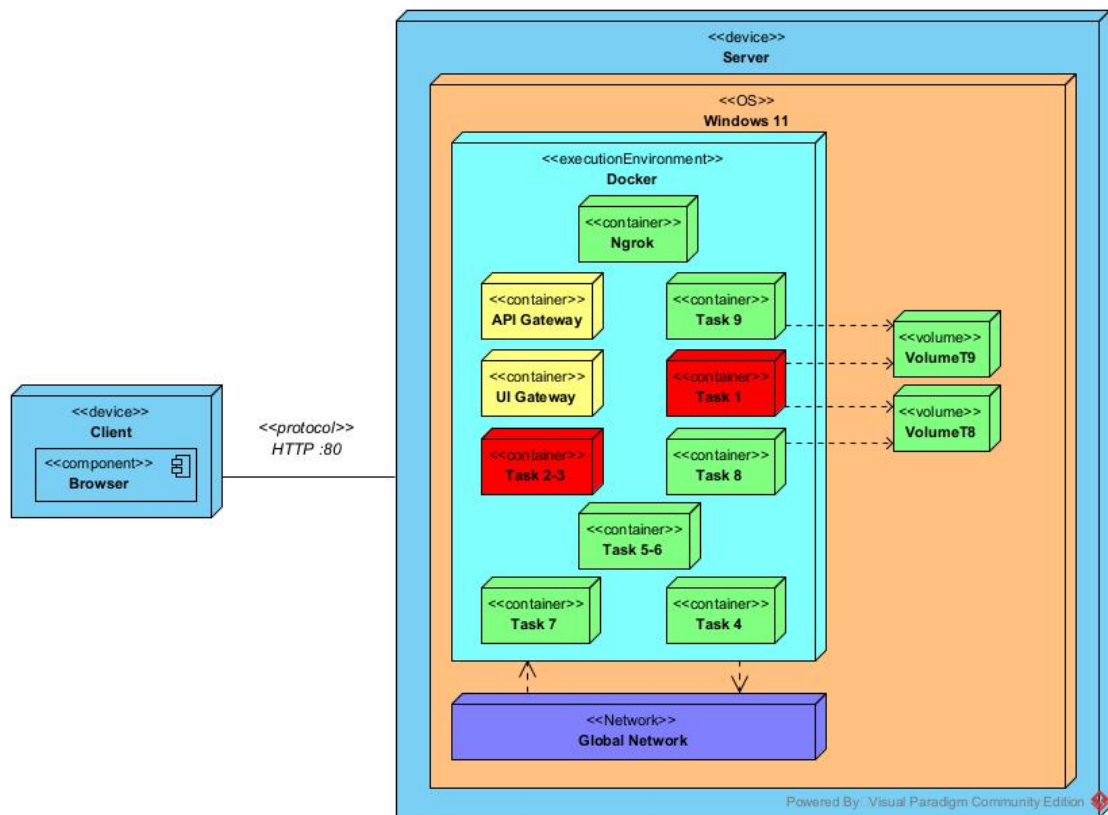 <<device>>
Server
<<OS>>
Windows 11
<<executionEnvironment>>
Docker
<<container>>
Ngrok
<<container>>
API Gateway
<<container>>
Task 9
<<volume>>
VolumeT9
<<container>>
UI Gateway
<<container>>
Task 1
<<volume>>
VolumeT8
<<device>>
Client
<<component>>
Browser
<<protocol>>
HTTP :80
<<container>>
Task 2-3
<<container>>
Task 8
<<container>>
Task 5-6
<<container>>
Task 7
<<container>>
Task 4
<<Network>>
Global Network
Powered By: Visual Paradigm Community Edition